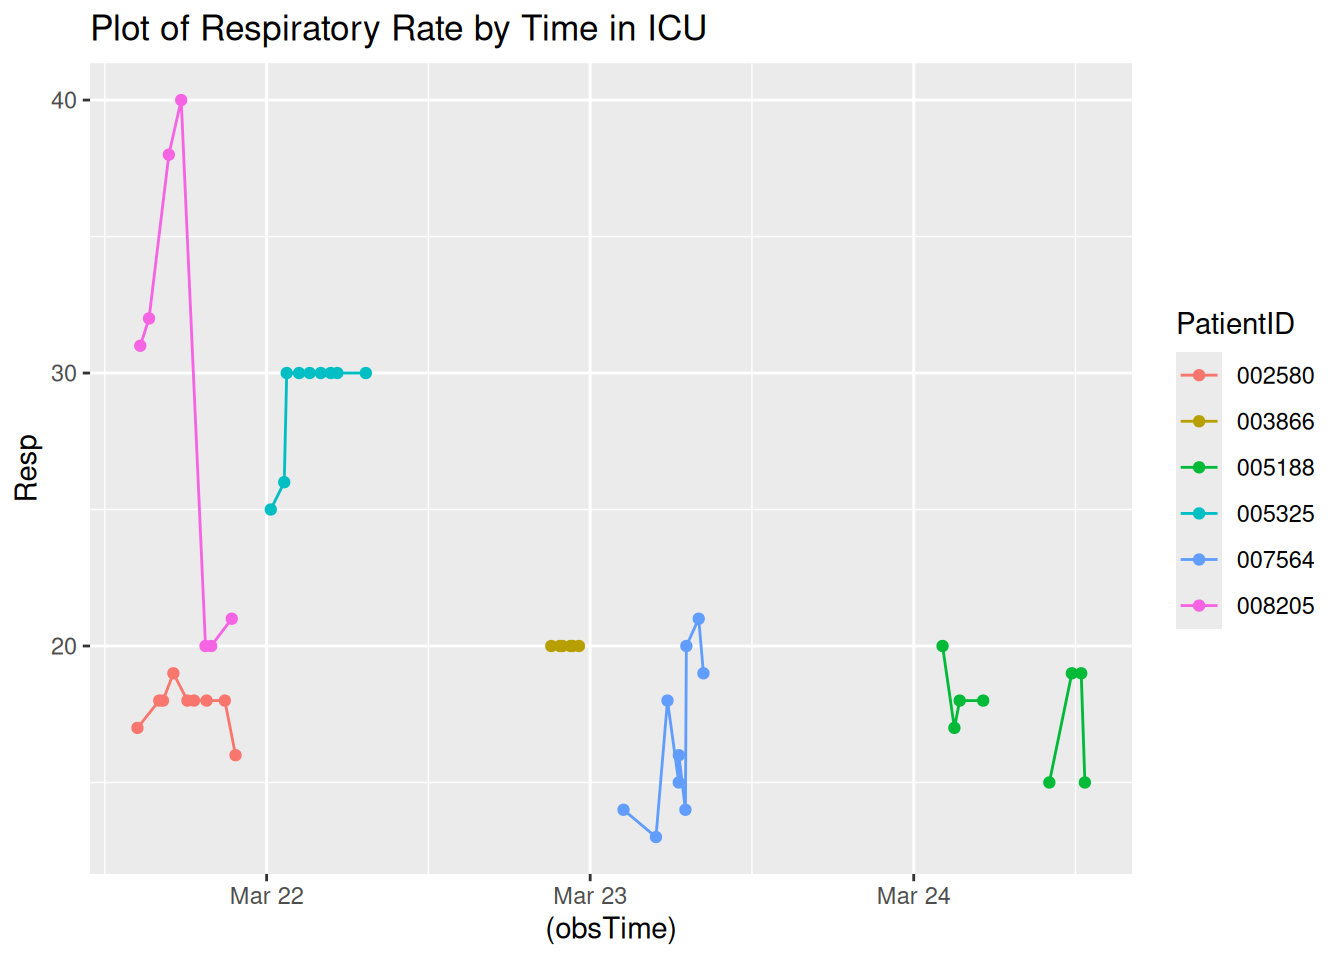 Plot of Respiratory Rate by Time in ICU
40
30
20
Resp
Mar 22
Mar 23
Mar 24
(obsTime)
PatientID
002580
003866
005188
005325
007564
008205